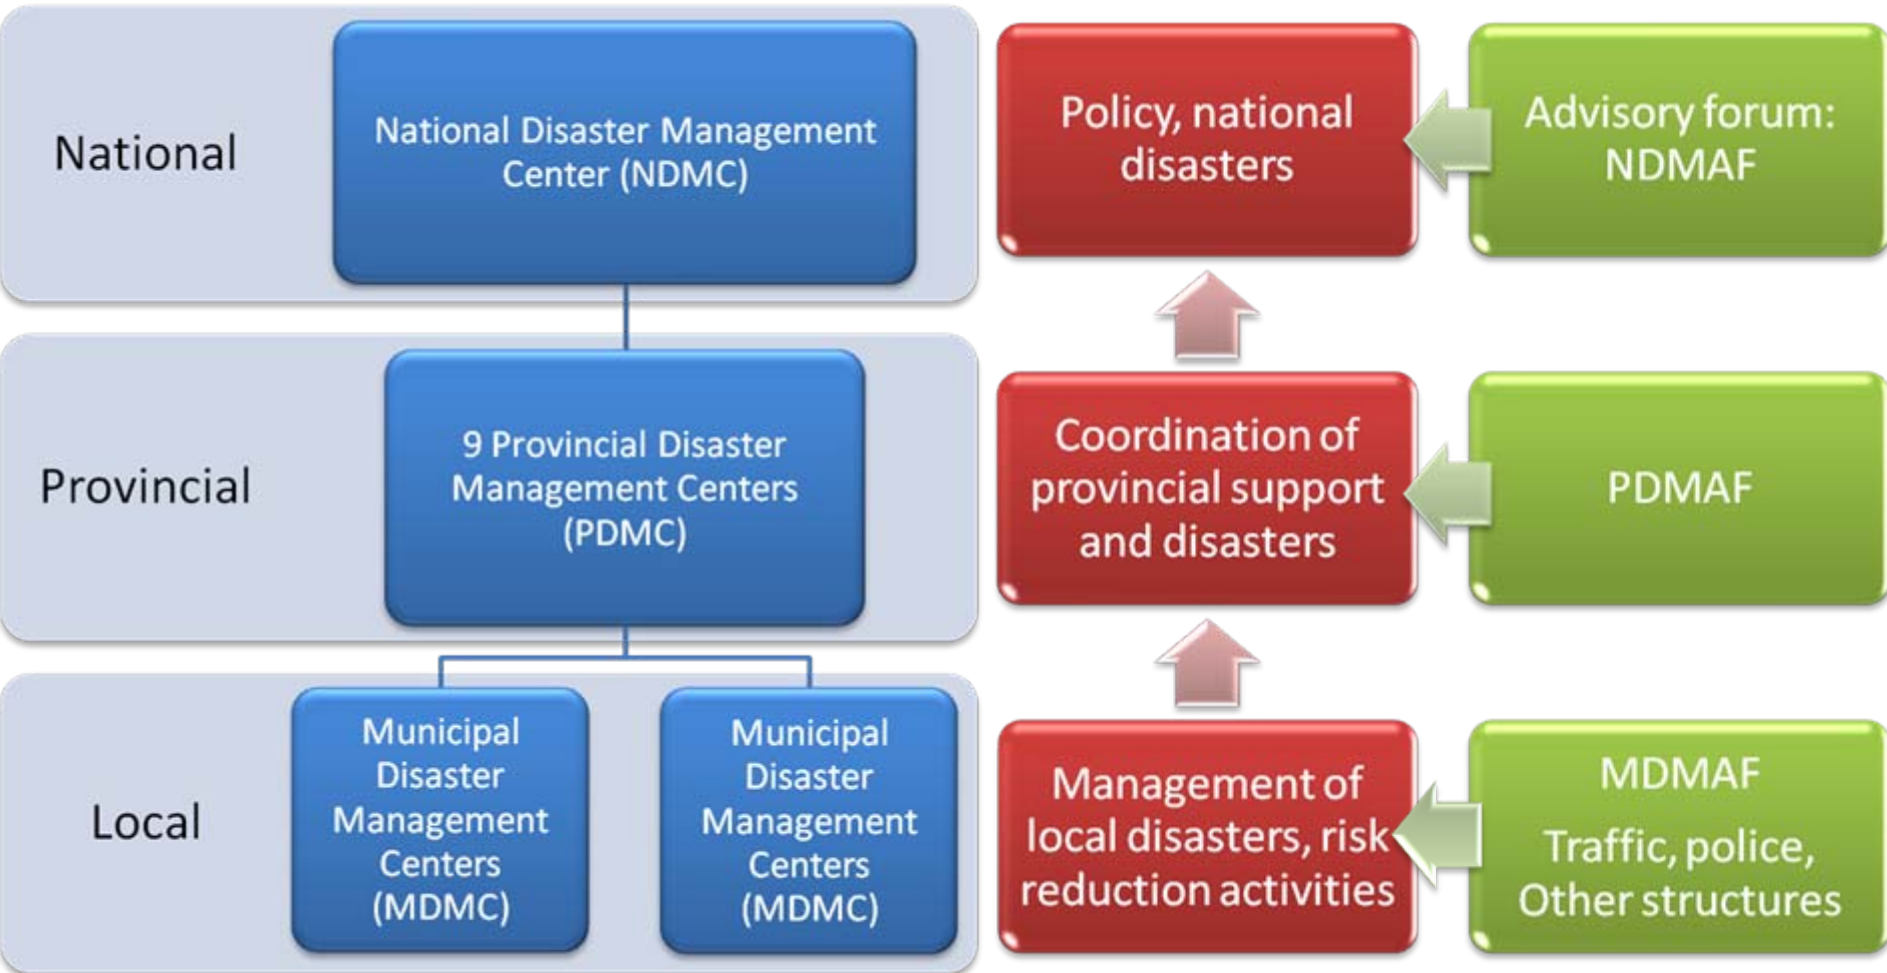 National
National Disaster Management
Center (NDMC)
Policy, national
disasters
Advisory forum:
NDMAF
Provincial
9 Provincial Disaster
Management Centers
(PDMC)
Coordination of
provincial support
and disasters
PDMAF
Local
Municipal
Disaster
Management
Centers
(MDMC)
Municipal
Disaster
Management
Centers
(MDMC)
Management of
local disasters, risk
reduction activities
MDMAF
Traffic, police,
Other structures